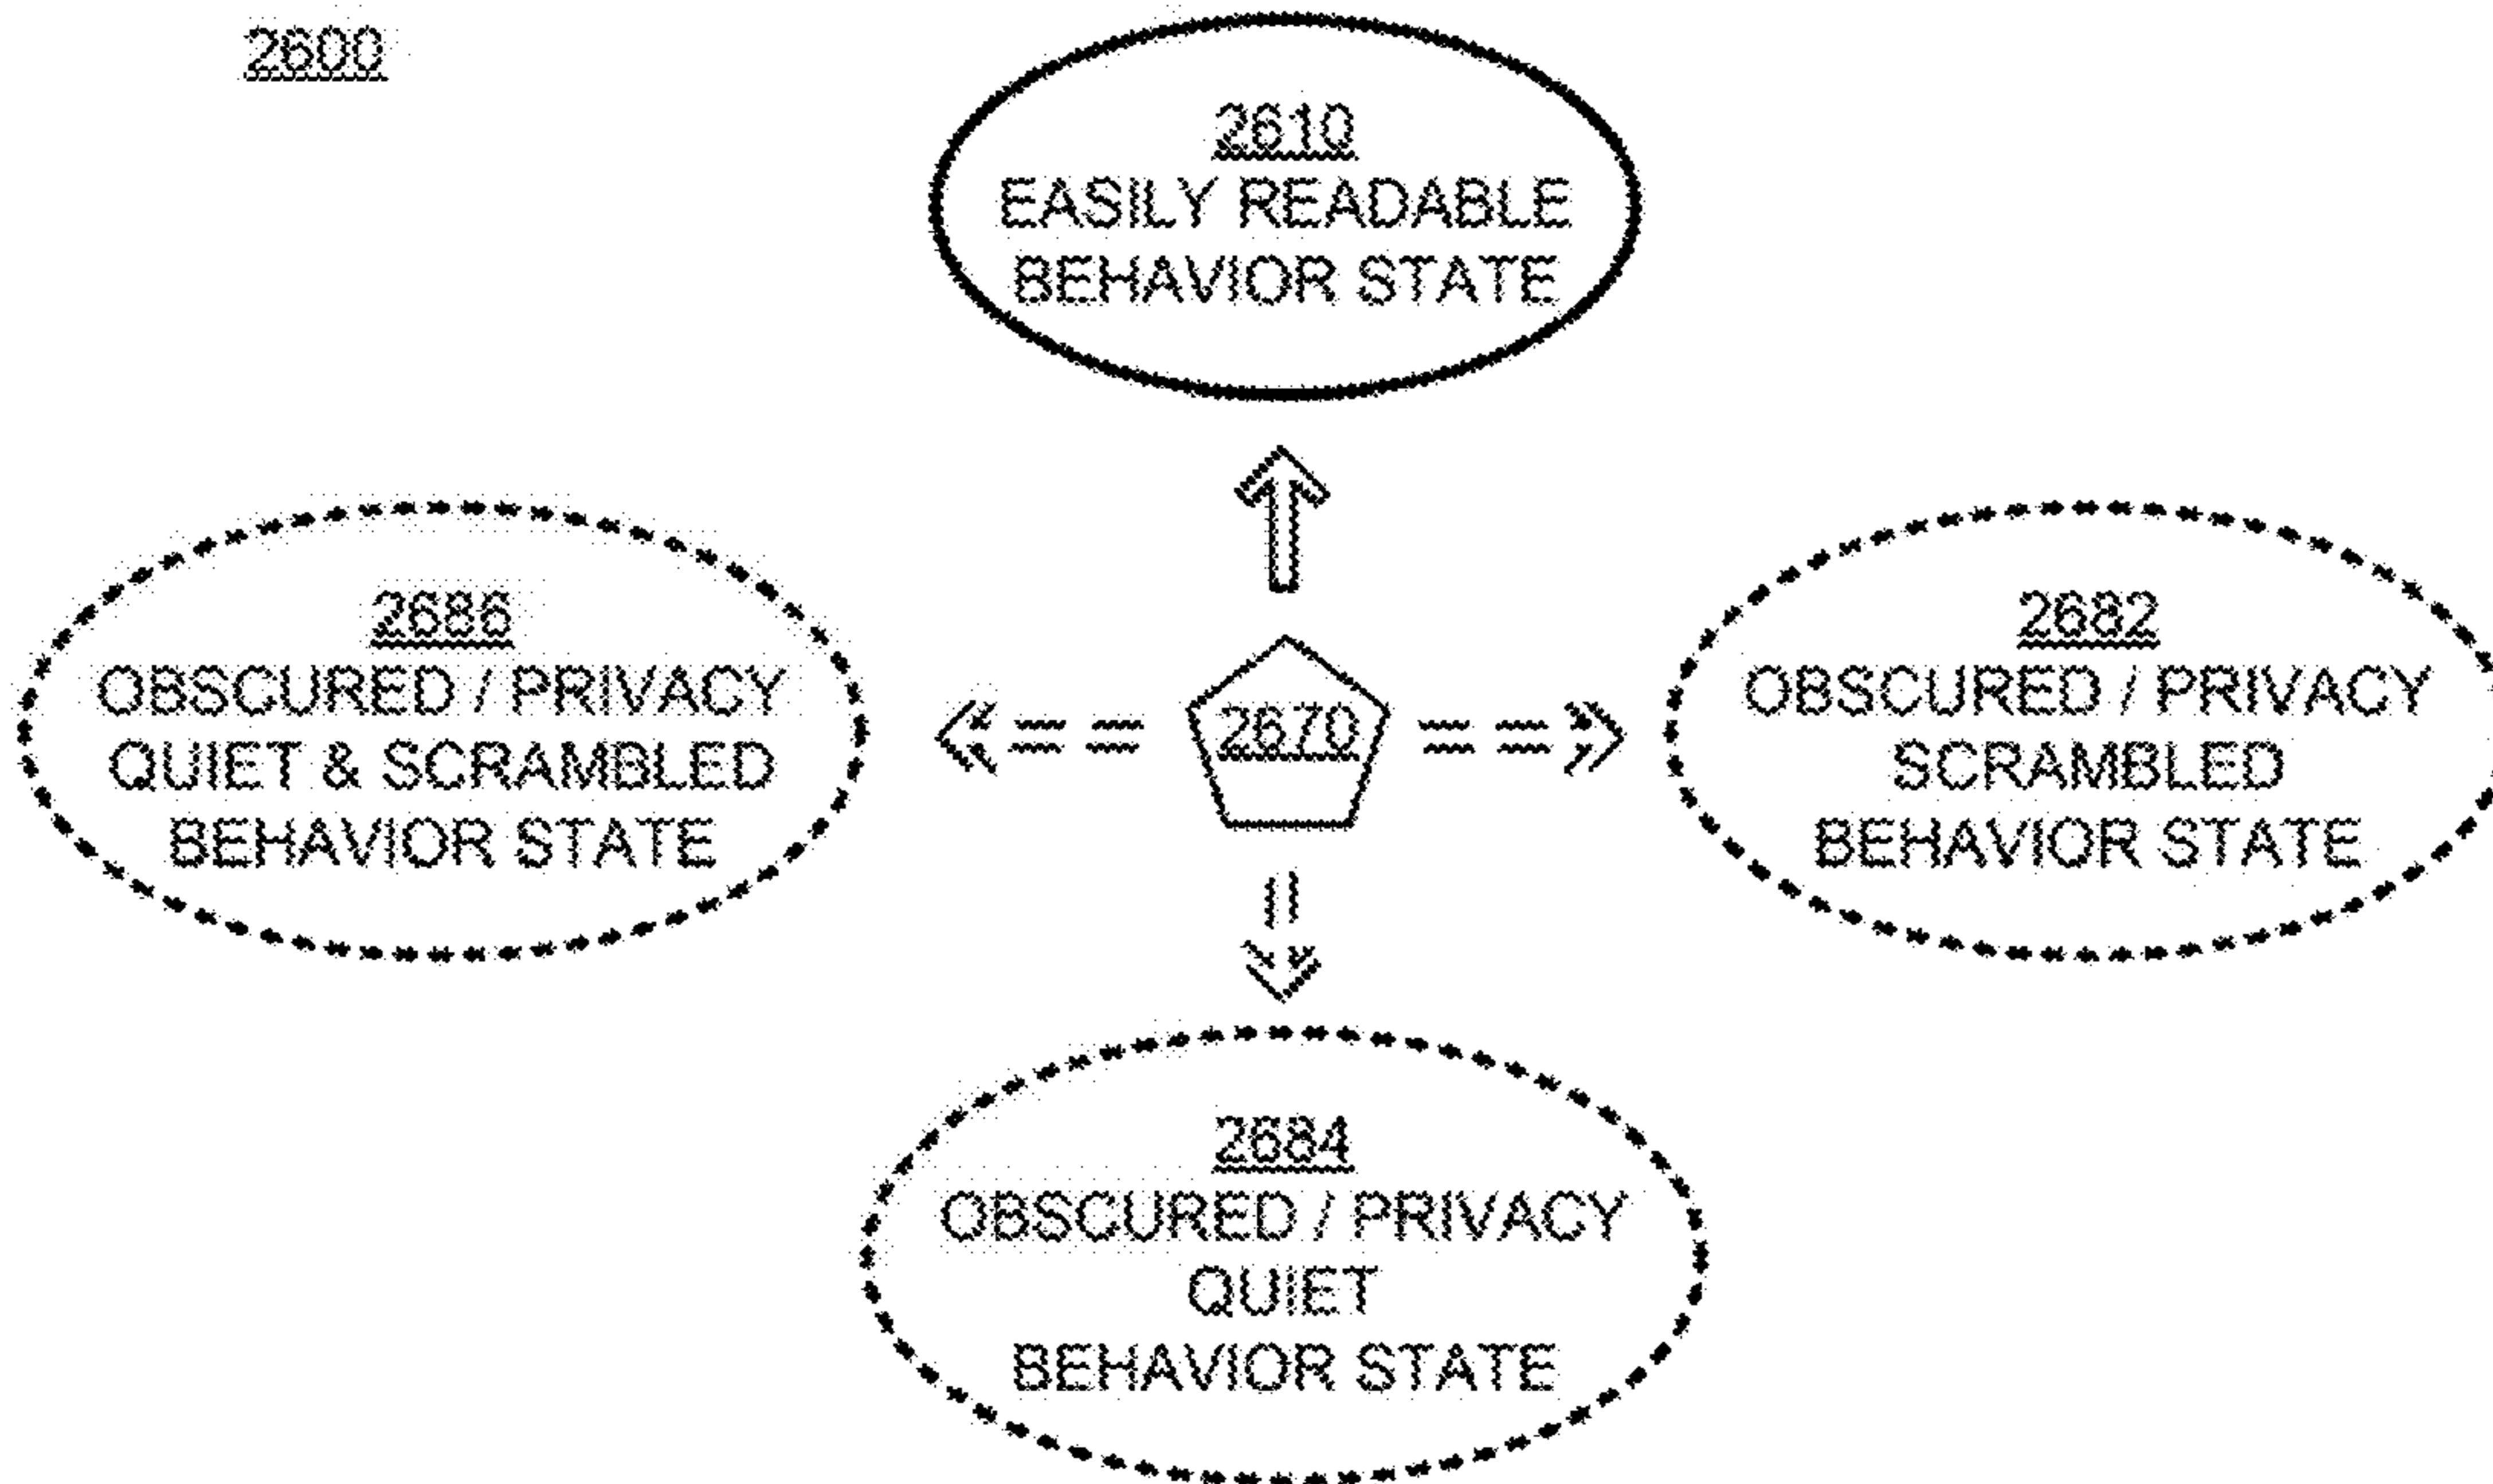 2600
2610
EASILY READABLE
BEHAVIOR STATE
2686
OBSCURED / PRIVACY
QUIET & SCRAMBLED
BEHAVIOR STATE
2670
2682
OBSCURED / PRIVACY
SCRAMBLED
BEHAVIOR STATE
2684
OBSCURED / PRIVACY
QUIET
BEHAVIOR STATE